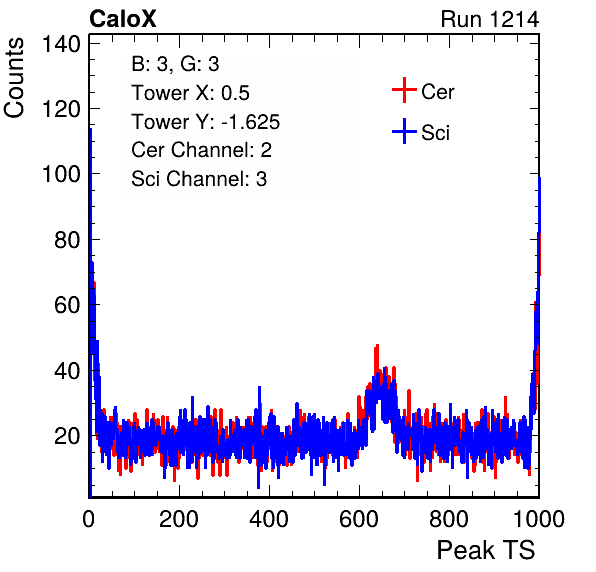 CaloX Run 1214
Counts
140
120
100
80
60
40
20
B: 3, G: 3
Tower X: 0.5
Tower Y: -1.625
Cer Channel: 2
Sci Channel: 3
Cer
Sci
0 200 400 600 800 1000
Peak TS